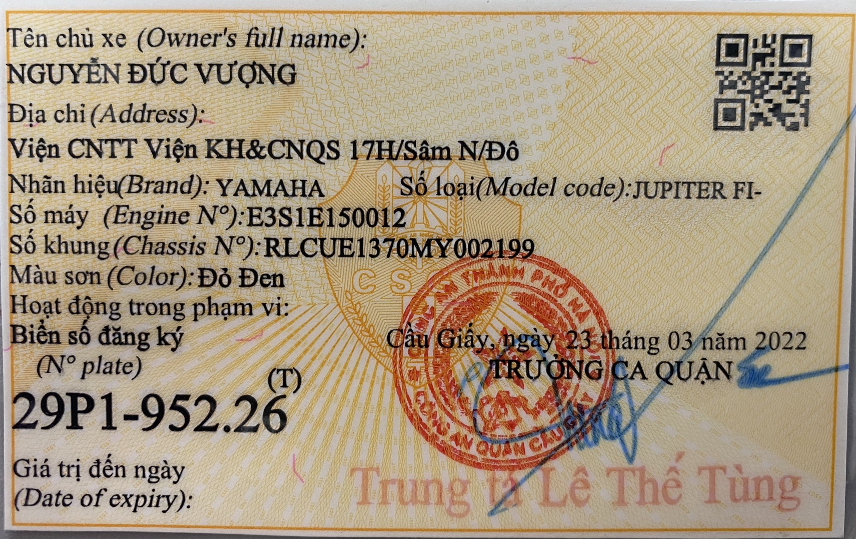 Tên chủ xe (Owner's full name):
NGUYỄN ĐỨC VƯỢNG
Địa chỉ (Address):
Viện CNTT Viện KH&CNQS 17H/Sâm N/Đô
Nhãn hiệu(Brand): YAMAHA Số loại(Model code):JUPITER FI-
Số máy (Engine N°):E3S1E150012
Số khung(Chassis N°):RLCUE1370MY002199
Màu sơn (Color): Đỏ Đen
Hoạt động trong phạm vi:
Biển số đăng ký
(N° plate)
(T)
29P1-952.26
Giá trị đến ngày
(Date of expiry):
Cầu Giấy, ngày 23 tháng 03 năm 2022
TRƯỞNG CA QUẬN
CÔNG AN THÀNH PHỐ HÀ NỘI
CÔNG AN QUẬN CẦU GIẤY
Trung tá Lê Thế Tùng